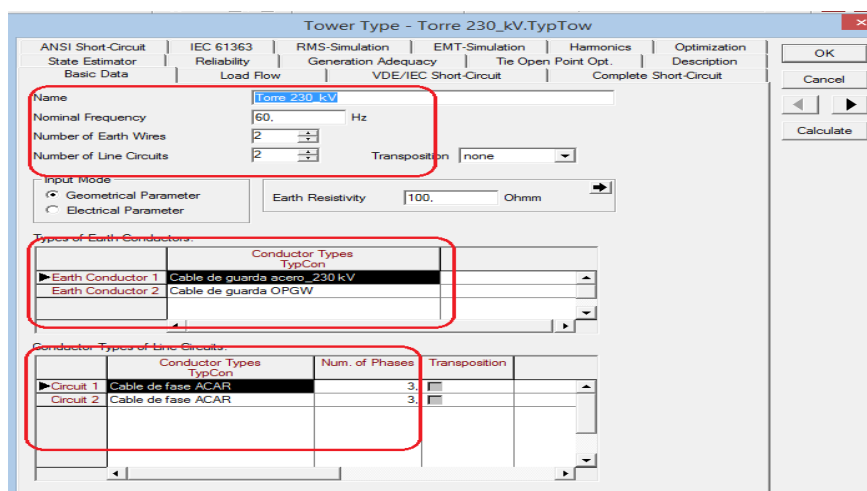 Tower Type - Torre 230_kV.TypTow
ANSI Short-Circuit IEC 61363 RMS-Simulation EMT-Simulation Harmonics Optimization
State Estimator Reliability Generation Adequacy Tie Open Point Opt. Description
Basic Data Load Flow VDE/IEC Short-Circuit Complete Short-Circuit
OK
Cancel
Calculate
Name Torre 230_kV
Nominal Frequency 60, Hz
Number of Earth Wires 2
Number of Line Circuits 2 Transposition none
Input Mode
Geometrical Parameter
Electrical Parameter
Earth Resistivity 100, Ohmm
Types of Earth Conductors:
Conductor Types
TypCon
Earth Conductor 1 Cable de guarda acero_230 kV
Earth Conductor 2 Cable de guarda OPGW
Conductor Types of Line Circuits:
Conductor Types Num. of Phases Transposition
TypCon
Circuit 1 Cable de fase ACAR 3,
Circuit 2 Cable de fase ACAR 3,